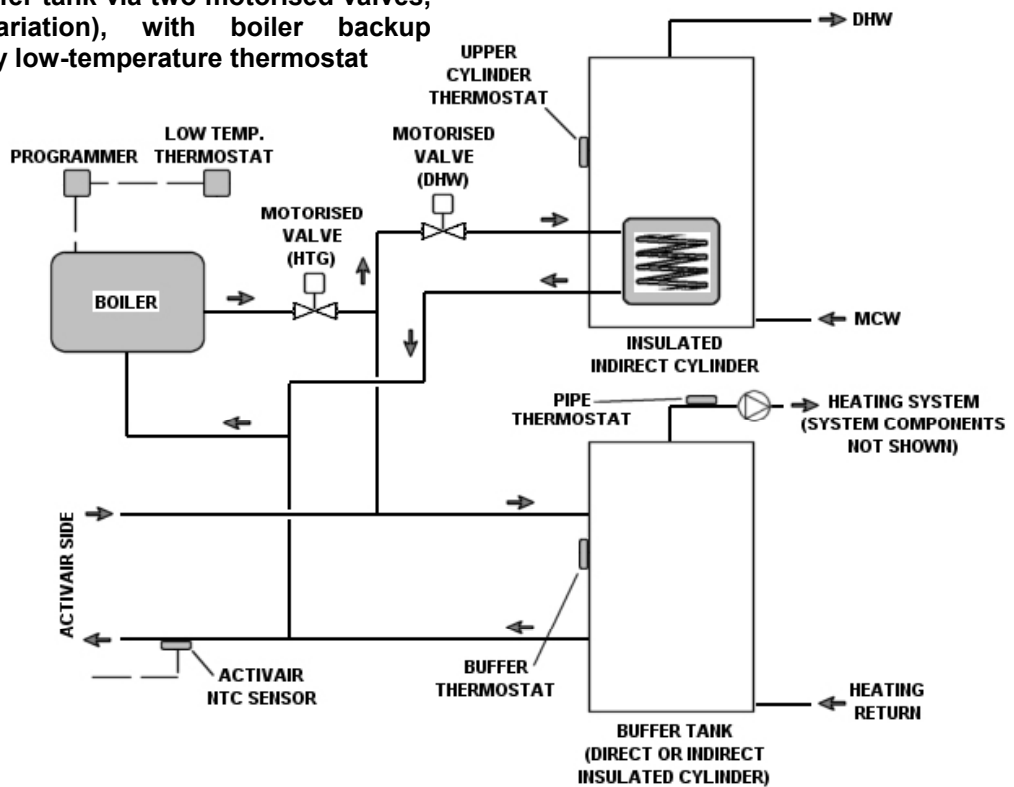 fer tank via two motorised valves,
ariation), with boiler backup
y low-temperature thermostat
DHW
UPPER
CYLINDER
THERMOSTAT
LOW TEMP.
THERMOSTAT
PROGRAMMER
MOTORISED
VALVE
(DHW)
MOTORISED
VALVE
(HTG)
BOILER
MCW
INSULATED
INDIRECT CYLINDER
PIPE
THERMOSTAT
HEATING SYSTEM
(SYSTEM COMPONENTS
NOT SHOWN)
ACTIVAIR SIDE
ACTIVAIR
NTC SENSOR
BUFFER
THERMOSTAT
HEATING
RETURN
BUFFER TANK
(DIRECT OR INDIRECT
INSULATED CYLINDER)